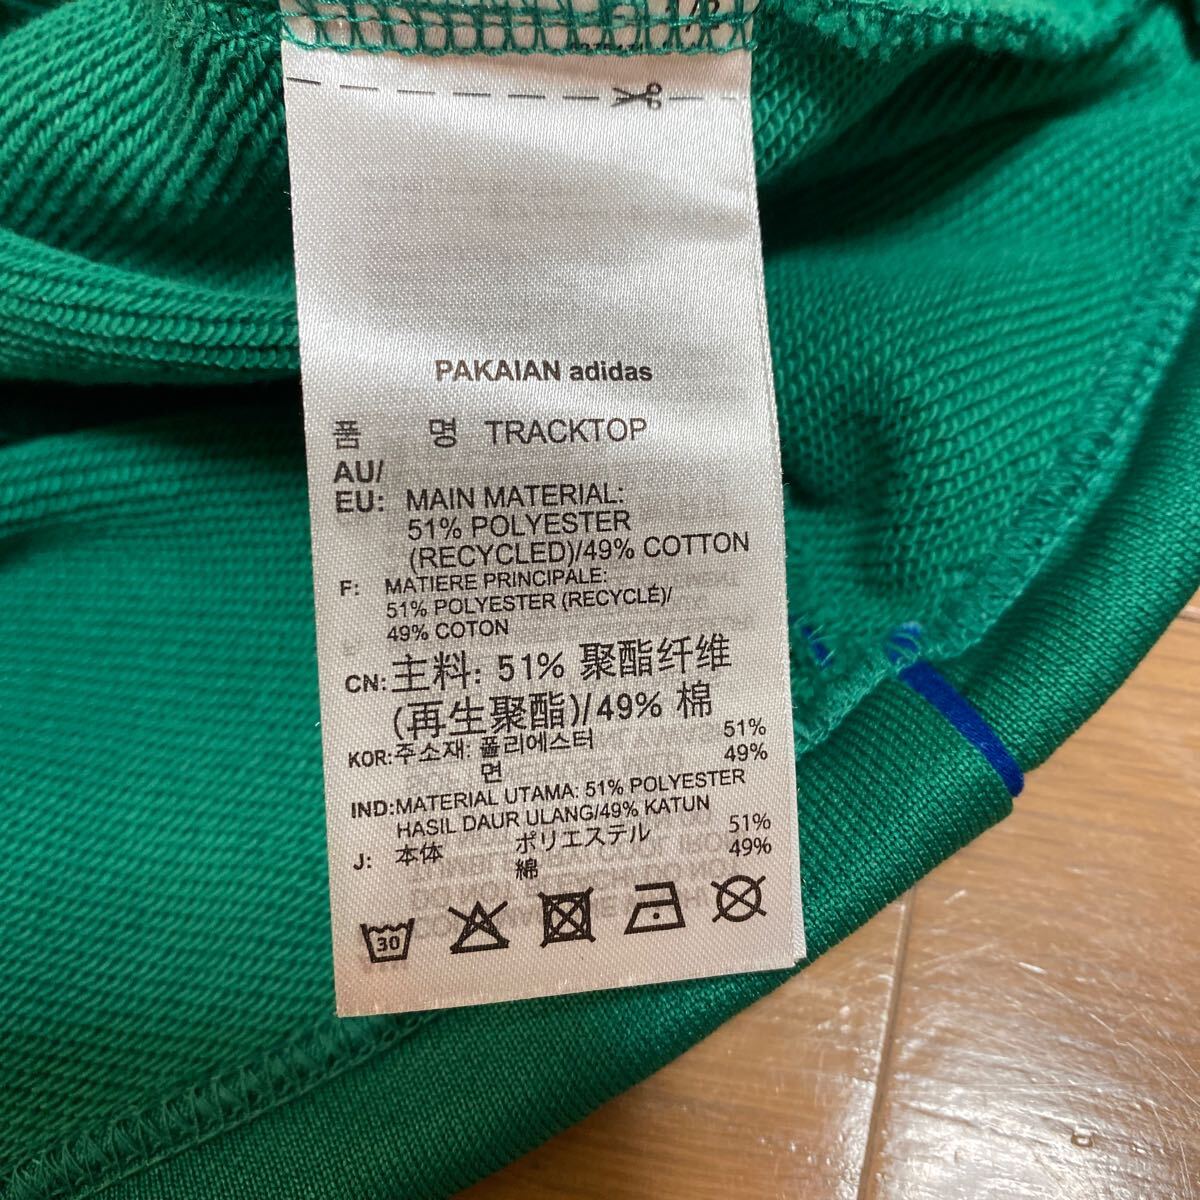 PAKAIAN adidas
품 명 TRACKTOP
AU/
EU: MAIN MATERIAL:
51% POLYESTER
(RECYCLED)/49% COTTON
F: MATIERE PRINCIPALE:
51% POLYESTER (RECYCLÉ)/
49% COTON
CN: 主料: 51% 聚酯纤维
(再生聚酯)/49% 棉
KOR: 주소재: 폴리에스터 51%
면 49%
IND: MATERIAL UTAMA: 51% POLYESTER
HASIL DAUR ULANG/49% KATUN
J: 本体 ポリエステル 51%
綿 49%
30